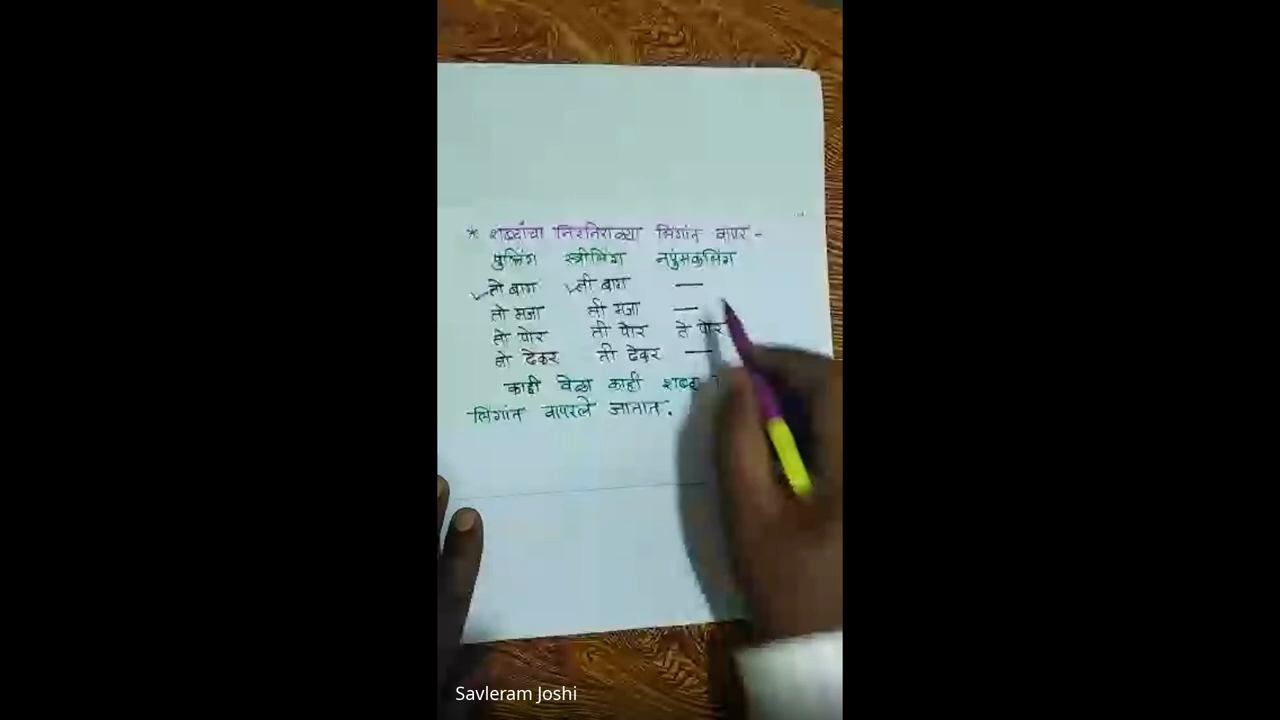 * शब्दांचा निरनिराळ्या लिंगांत वापर -
पुल्लिंग स्त्रीलिंग नपुंसकलिंग
तो बाग ती बाग —
तो मजा ती मजा —
तो पोर ती पोर ते पोर
तो ढेकर ती ढेकर —
काही वेळा काही शब्द
लिंगांत वापरले जातात.
Savleram Joshi